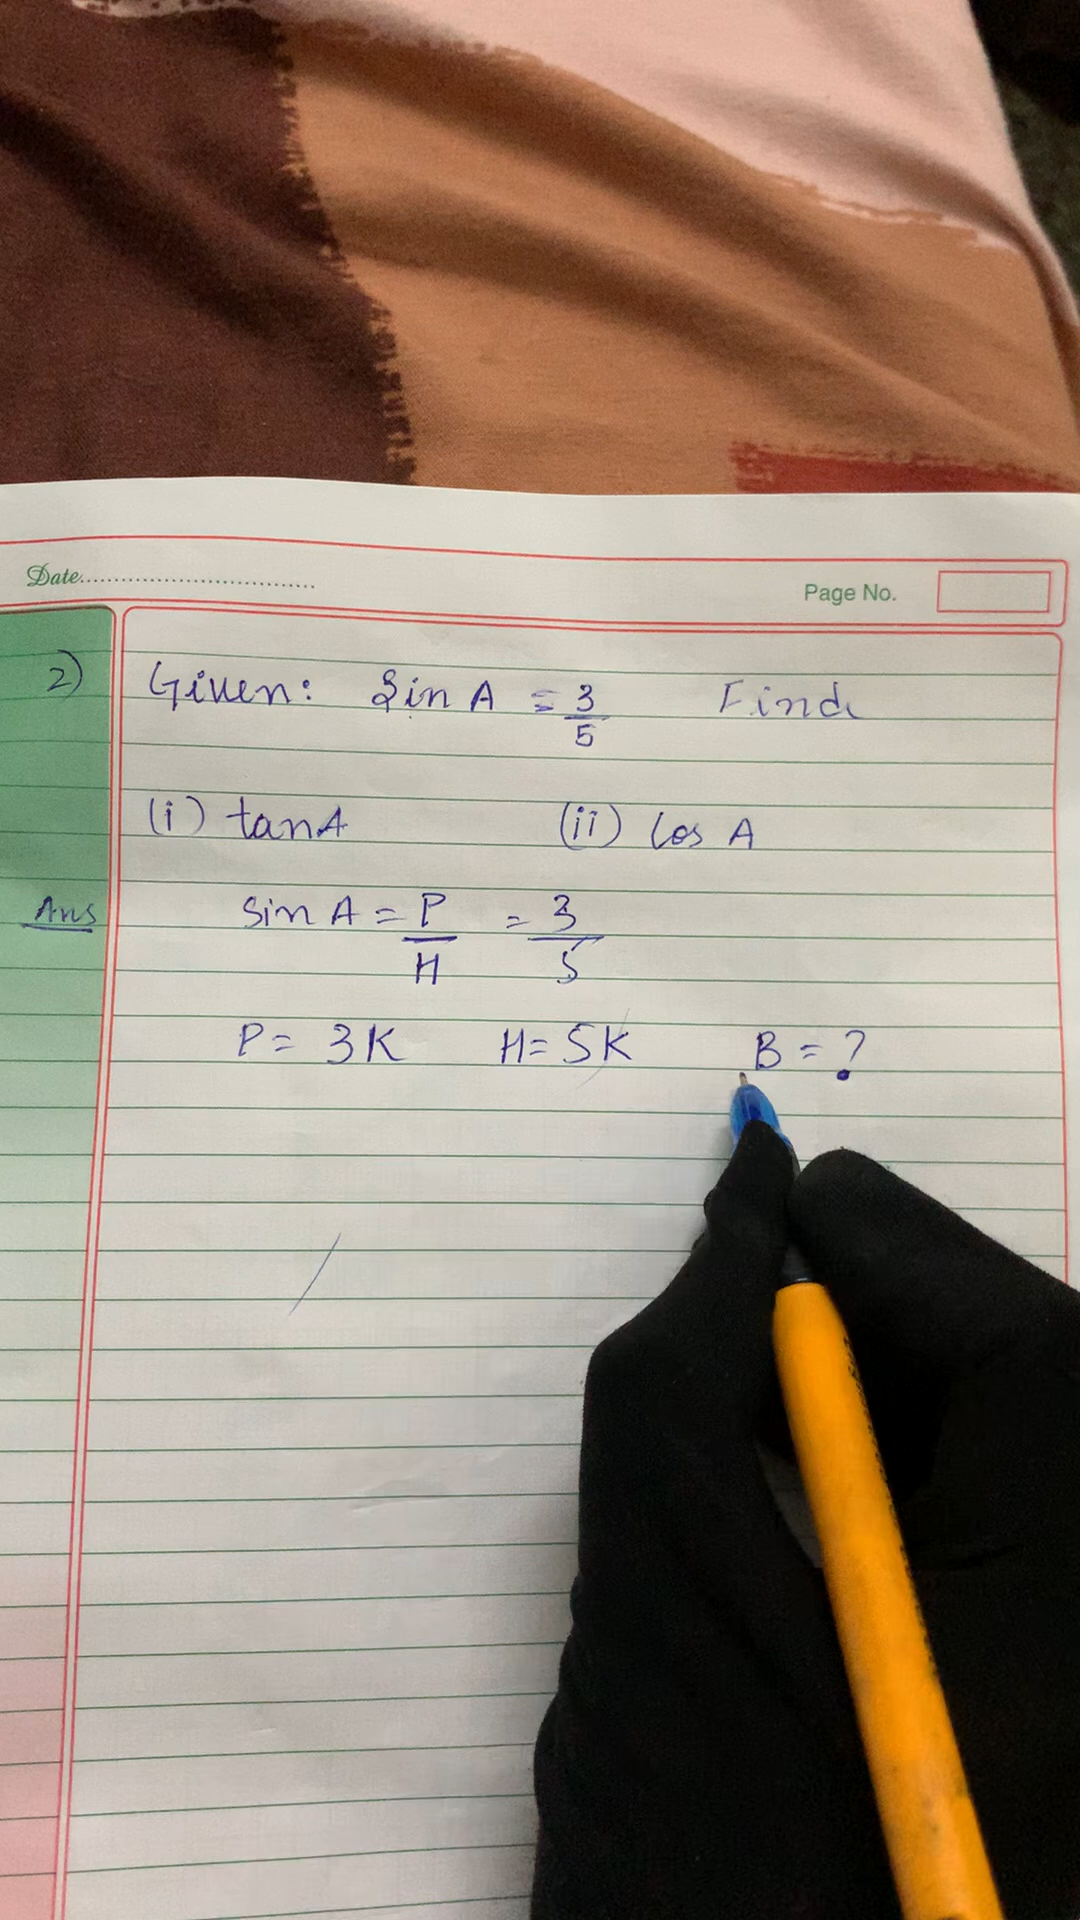 Date
Page No.
2) Given: Sin A = 3/5 Find
(i) tanA (ii) Cos A
Ans Sin A = P/H = 3/5
P = 3K H = 5K B = ?